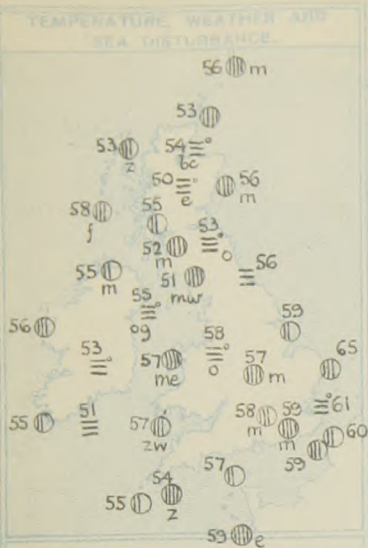 TEMPERATURE, WEATHER AND
SEA DISTURBANCE.
56 m
53
53 z
54 bc
50 e
56 m
58 f
55
53 o
52 m
55 m
51 mw
56
55 og
59
56
53
57 me
58 o
57 m
65
55
51
57 zw
58 m
59 m
61
60
59
57
54 z
55
59 e